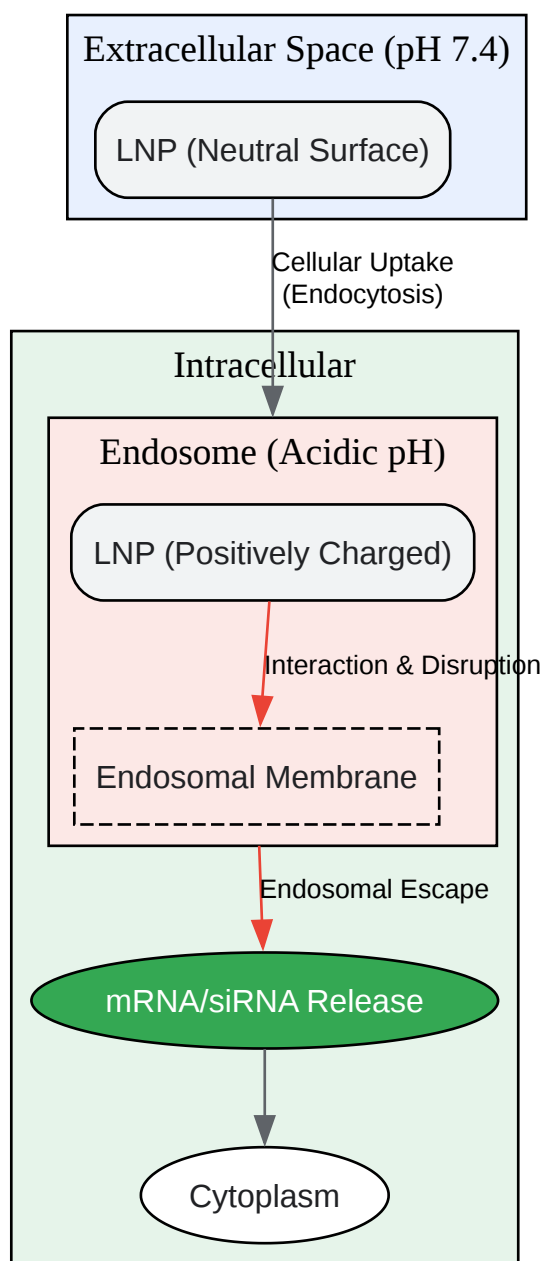 Extracellular Space (pH 7.4)
LNP (Neutral Surface)
Cellular Uptake
(Endocytosis)
Intracellular
Endosome (Acidic pH)
LNP (Positively Charged)
Interaction & Disruption
Endosomal Membrane
Endosomal Escape
mRNA/siRNA Release
Cytoplasm